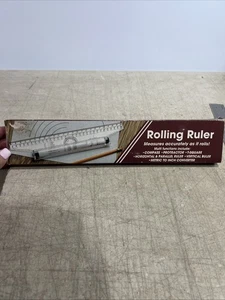 Rolling Ruler
Measures accurately as it rolls!
Multi functions include:
•COMPASS •PROTRACTOR •T-SQUARE
•HORIZONTAL & PARALLEL RULER •VERTICAL RULER
•METRIC TO INCH CONVERTER